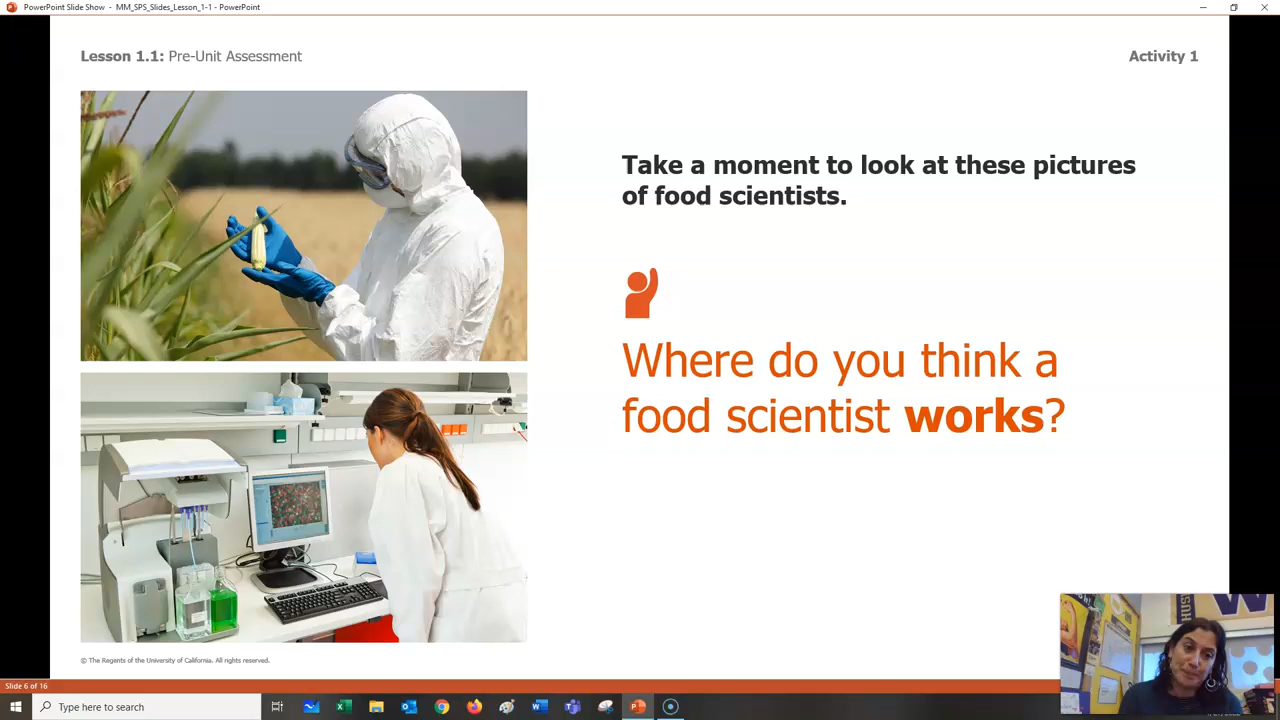 PowerPoint Slide Show - MM_SPS_Slides_Lesson_1-1 - PowerPoint
Lesson 1.1: Pre-Unit Assessment
Activity 1
Take a moment to look at these pictures
of food scientists.
Where do you think a
food scientist works?
© The Regents of the University of California. All rights reserved.
W
Slide 6 of 16
Type here to search